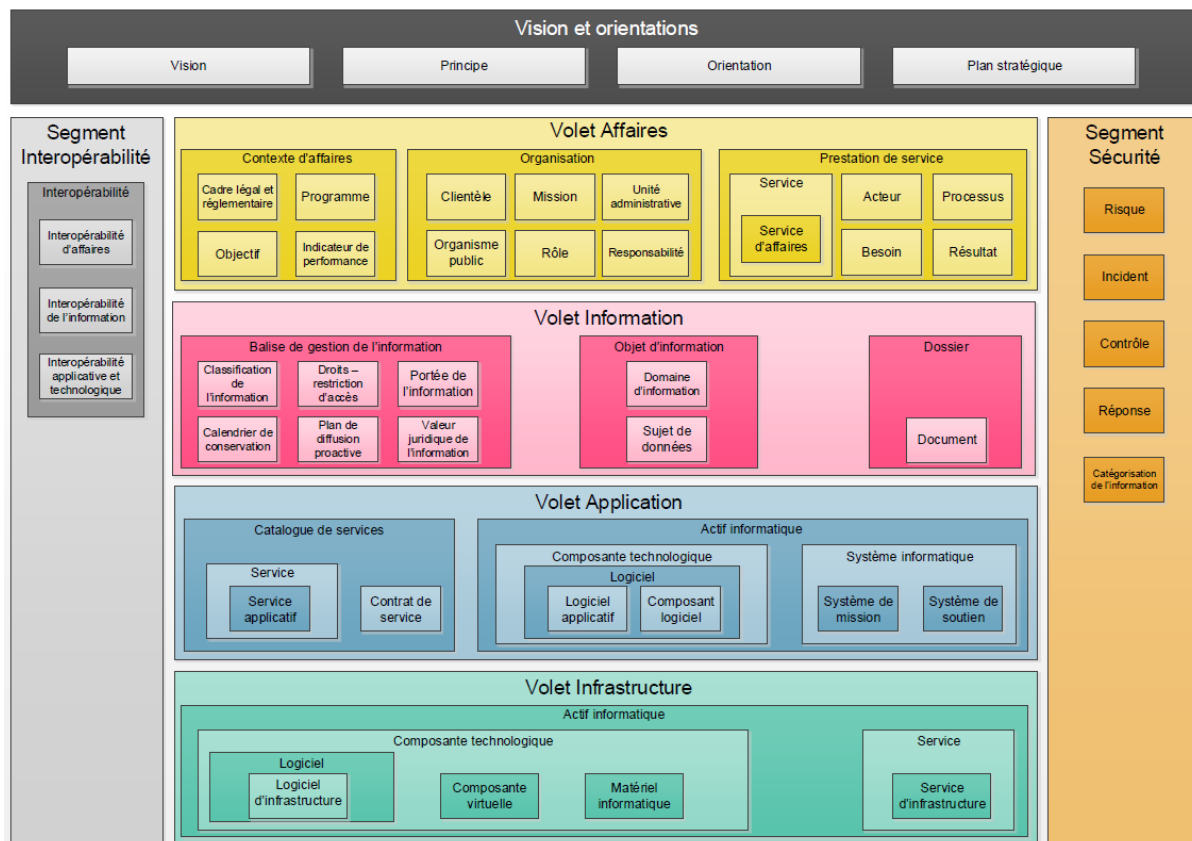 Vision et orientations
Vision
Principe
Orientation
Plan stratégique
Segment
Interopérabilité
Interopérabilité
Interopérabilité
d'affaires
Interopérabilité
de l'information
Interopérabilité
applicative et
technologique
Volet Affaires
Contexte d'affaires
Cadre légal et
réglementaire
Programme
Objectif
Indicateur de
performance
Organisation
Clientèle
Mission
Unité
administrative
Organisme
public
Rôle
Responsabilité
Prestation de service
Service
Service
d'affaires
Acteur
Processus
Besoin
Résultat
Volet Information
Balise de gestion de l'information
Classification
de
l'information
Droits –
restriction
d'accès
Portée de
l'information
Calendrier de
conservation
Plan de
diffusion
proactive
Valeur
juridique de
l'information
Objet d'information
Domaine
d'information
Sujet de
données
Dossier
Document
Volet Application
Catalogue de services
Service
Service
applicatif
Contrat de
service
Actif informatique
Composante technologique
Logiciel
Logiciel
applicatif
Composant
logiciel
Système informatique
Système de
mission
Système de
soutien
Volet Infrastructure
Actif informatique
Composante technologique
Logiciel
Logiciel
d'infrastructure
Composante
virtuelle
Matériel
informatique
Service
Service
d'infrastructure
Segment
Sécurité
Risque
Incident
Contrôle
Réponse
Catégorisation
de l'information